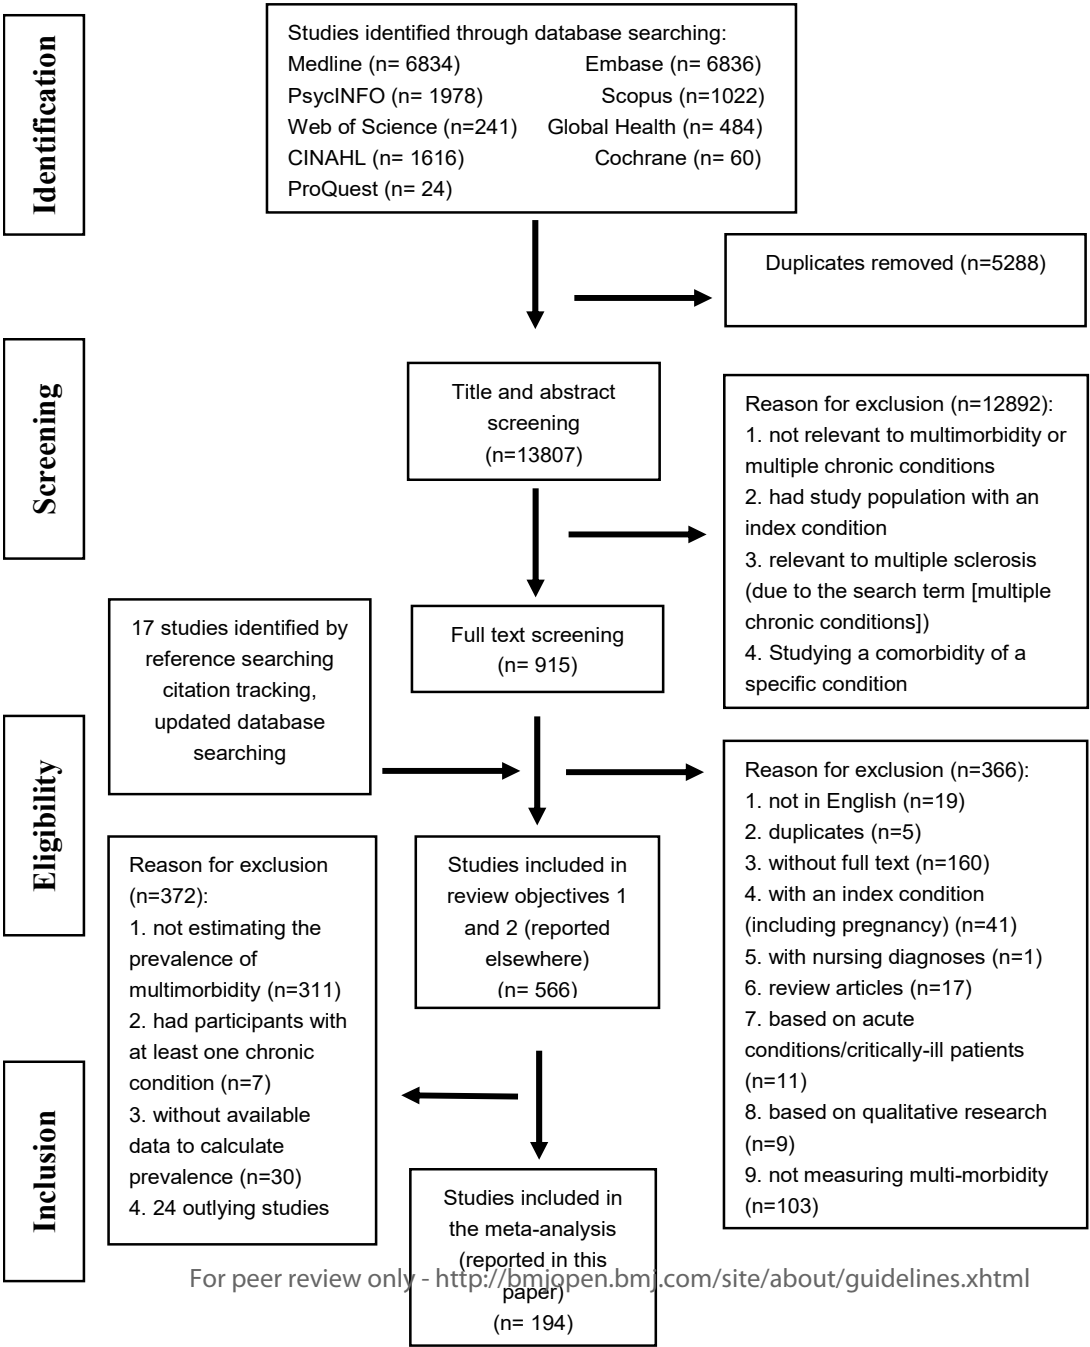 Identification
Studies identified through database searching:
Medline (n= 6834) Embase (n= 6836)
PsycINFO (n= 1978) Scopus (n=1022)
Web of Science (n=241) Global Health (n= 484)
CINAHL (n= 1616) Cochrane (n= 60)
ProQuest (n= 24)
Duplicates removed (n=5288)
Screening
Title and abstract
screening
(n=13807)
Reason for exclusion (n=12892):
1. not relevant to multimorbidity or
multiple chronic conditions
2. had study population with an
index condition
3. relevant to multiple sclerosis
(due to the search term [multiple
chronic conditions])
4. Studying a comorbidity of a
specific condition
Full text screening
(n= 915)
17 studies identified by
reference searching
citation tracking,
updated database
searching
Eligibility
Reason for exclusion (n=366):
1. not in English (n=19)
2. duplicates (n=5)
3. without full text (n=160)
4. with an index condition
(including pregnancy) (n=41)
5. with nursing diagnoses (n=1)
6. review articles (n=17)
7. based on acute
conditions/critically-ill patients
(n=11)
8. based on qualitative research
(n=9)
9. not measuring multi-morbidity
(n=103)
Studies included in
review objectives 1
and 2 (reported
elsewhere)
(n= 566)
Reason for exclusion
(n=372):
1. not estimating the
prevalence of
multimorbidity (n=311)
2. had participants with
at least one chronic
condition (n=7)
3. without available
data to calculate
prevalence (n=30)
4. 24 outlying studies
Inclusion
Studies included in
the meta-analysis
(reported in this
paper)
(n= 194)
For peer review only - http://bmjopen.bmj.com/site/about/guidelines.xhtml